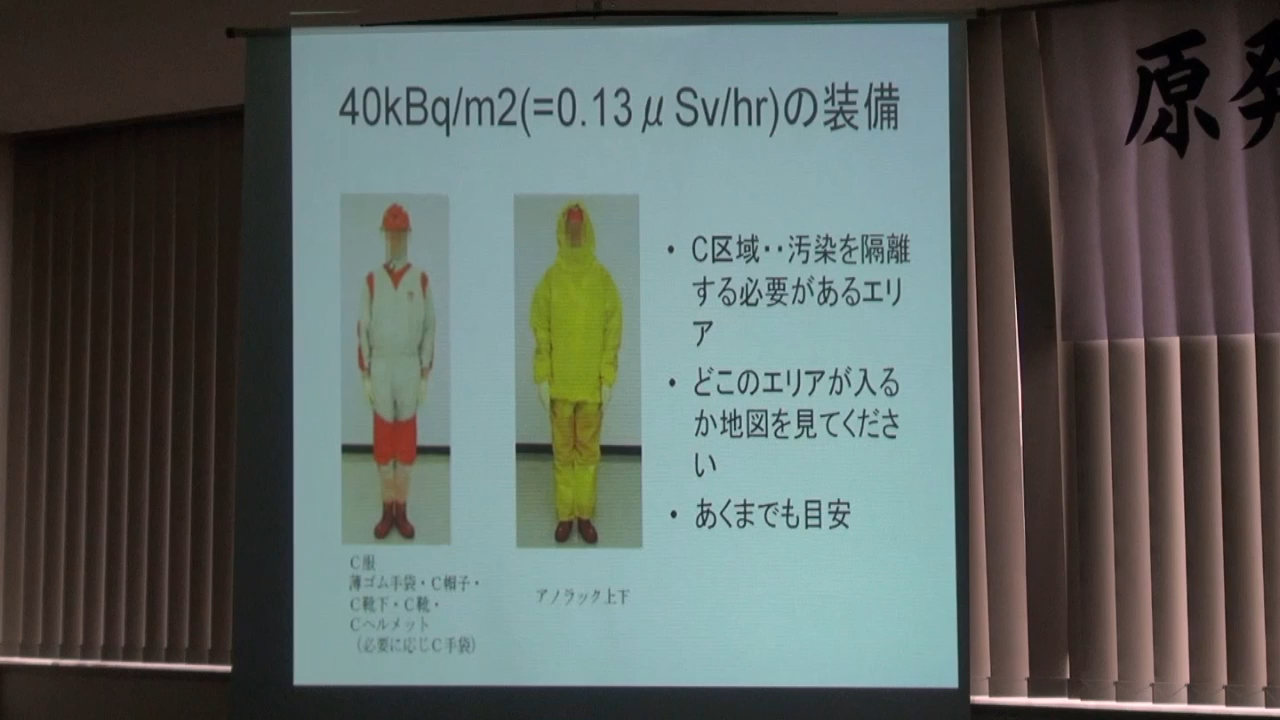 40kBq/m2(=0.13μSv/hr)の装備
・C区域‥汚染を隔離
する必要があるエリ
ア
・どこのエリアが入る
か地図を見てくださ
い
・あくまでも目安
C服
薄ゴム手袋・C帽子・
C靴下・C靴・
Cヘルメット
(必要に応じC手袋)
アノラック上下
原発